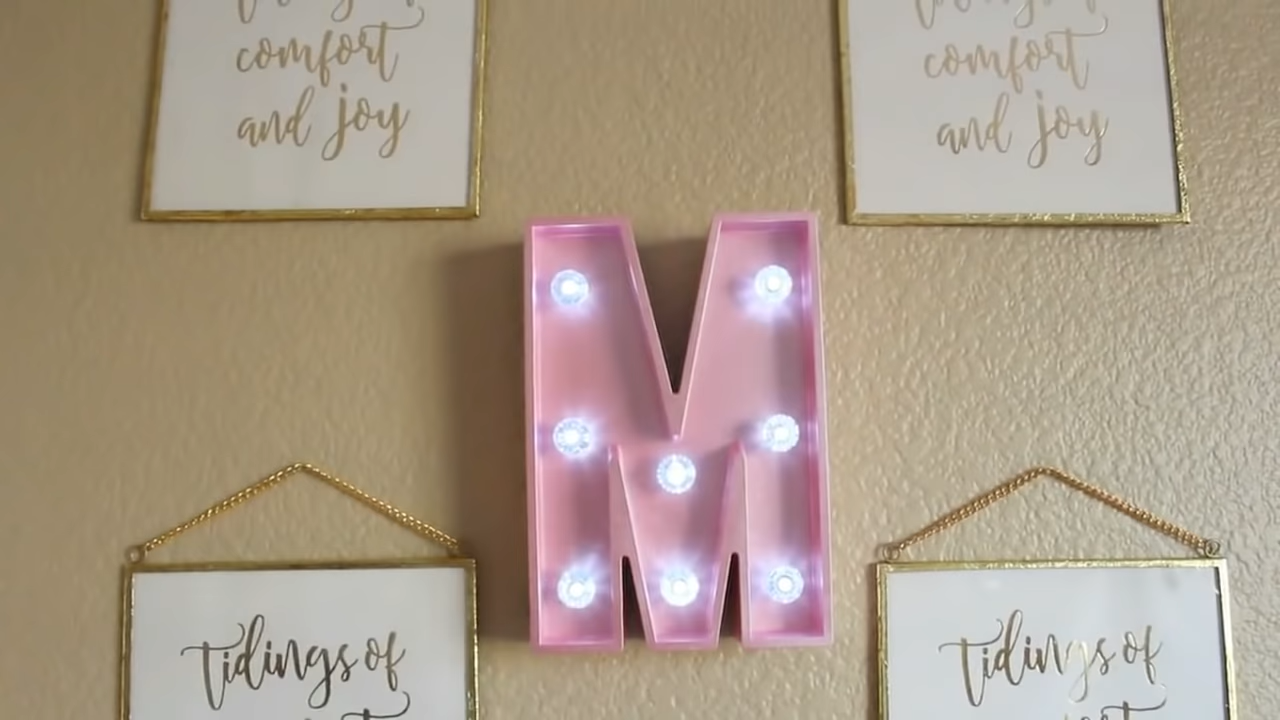 comfort
and joy
comfort
and joy
M
tidings of
tidings of